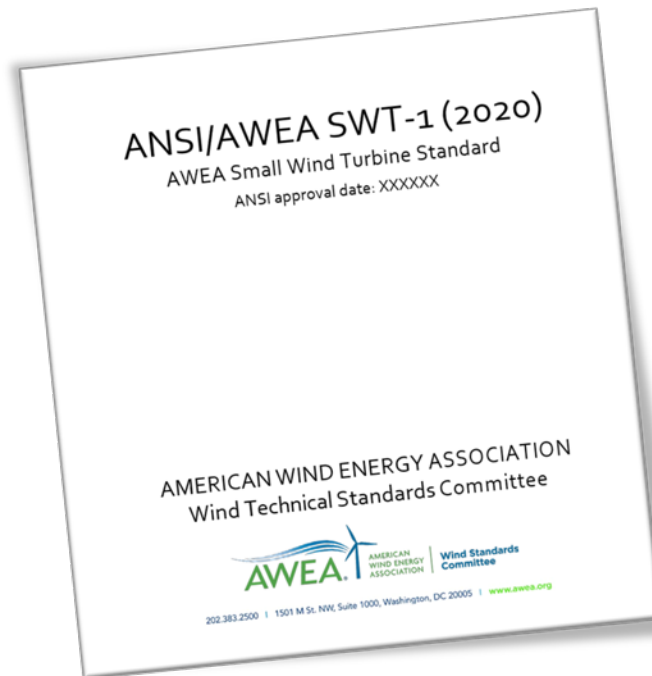 ANSI/AWEA SWT-1 (2020)
AWEA Small Wind Turbine Standard
ANSI approval date: XXXXXX
AMERICAN WIND ENERGY ASSOCIATION
Wind Technical Standards Committee
AWEA®
AMERICAN
WIND ENERGY
ASSOCIATION
Wind Standards
Committee
202.383.2500 | 1501 M St. NW, Suite 1000, Washington, DC 20005 | www.awea.org